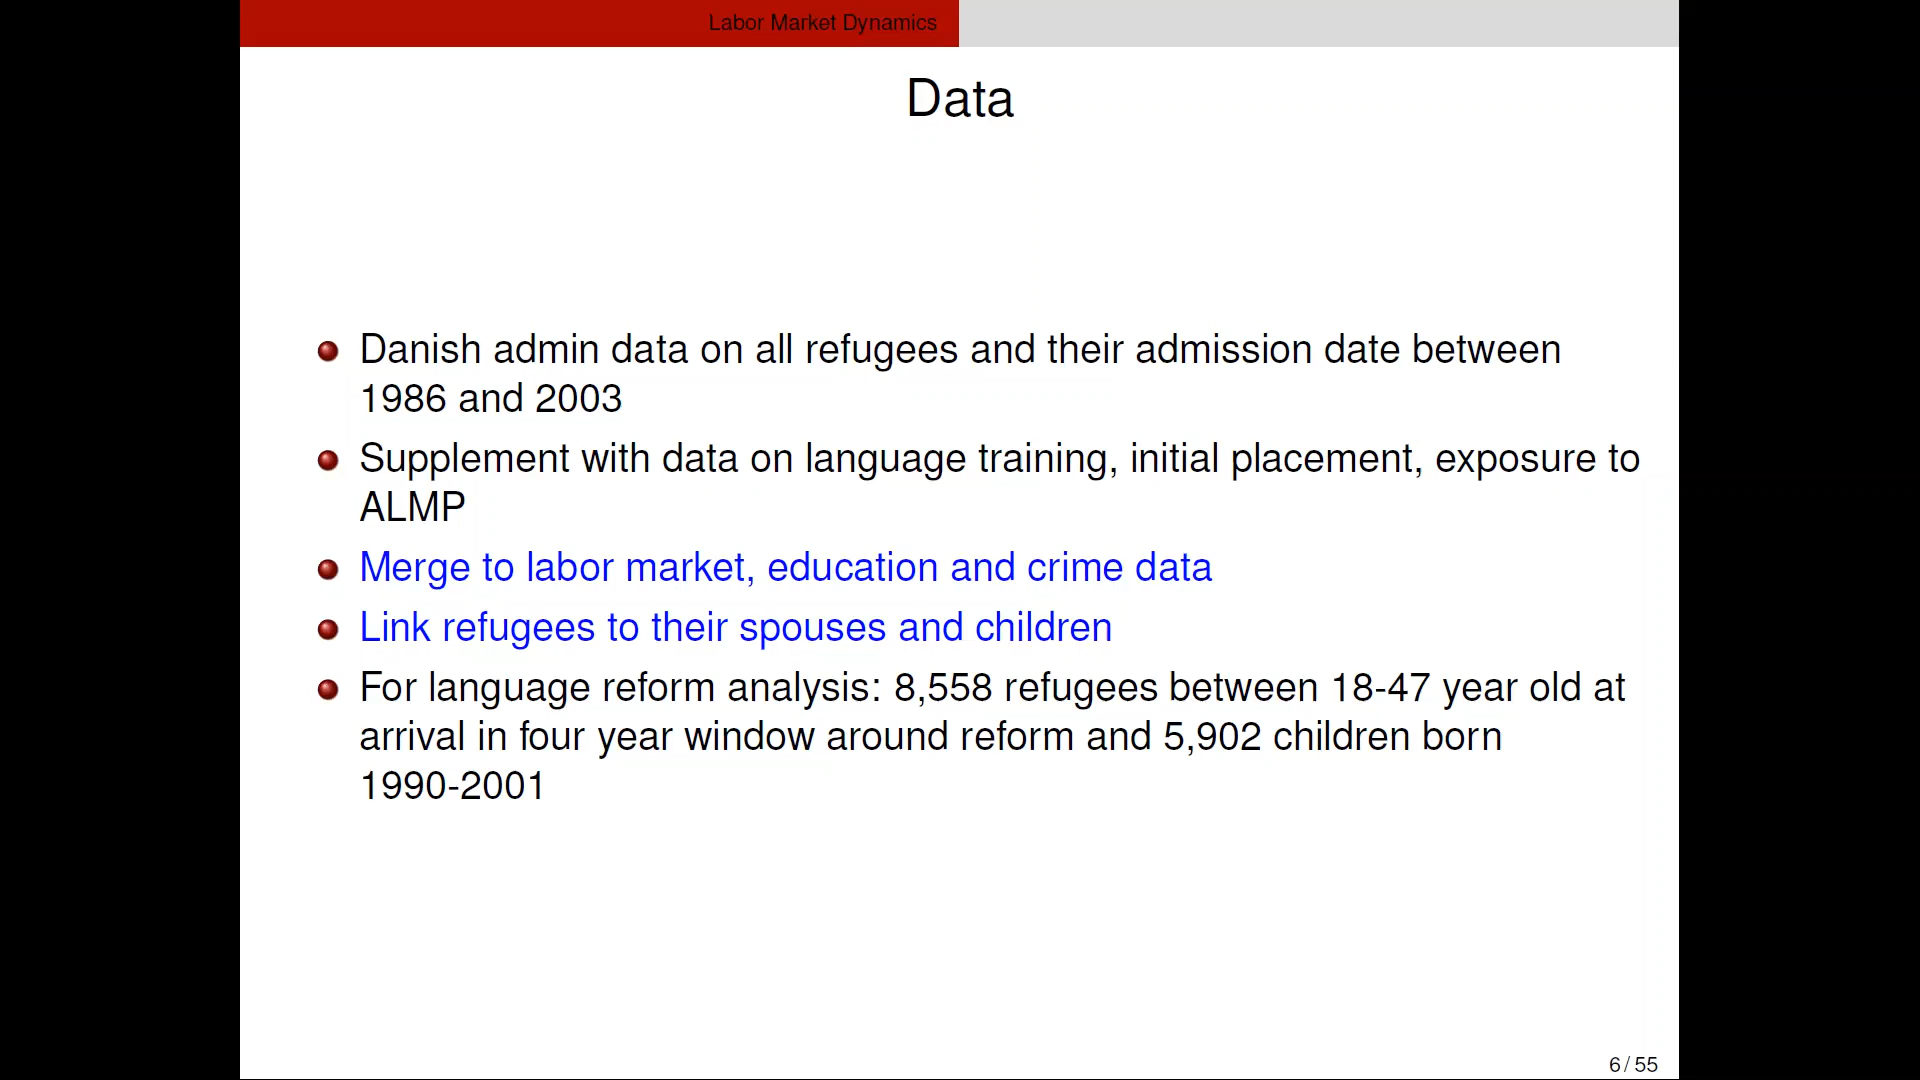 Labor Market Dynamics
Data
Danish admin data on all refugees and their admission date between
1986 and 2003
Supplement with data on language training, initial placement, exposure to
ALMP
Merge to labor market, education and crime data
Link refugees to their spouses and children
For language reform analysis: 8,558 refugees between 18-47 year old at
arrival in four year window around reform and 5,902 children born
1990-2001
6 / 55